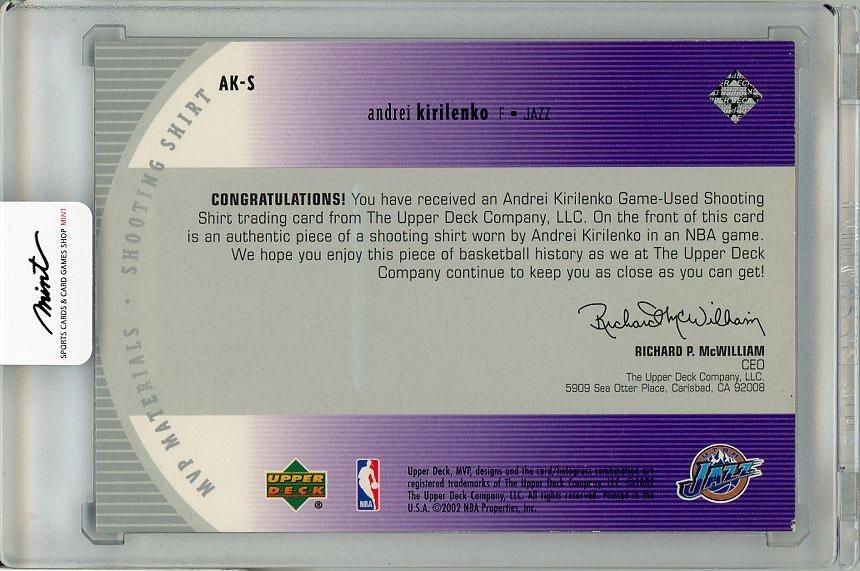 AK-S
andrei kirilenko F ▪ JAZZ
MVP MATERIALS · SHOOTING SHIRT
CONGRATULATIONS! You have received an Andrei Kirilenko Game-Used Shooting
Shirt trading card from The Upper Deck Company, LLC. On the front of this card
is an authentic piece of a shooting shirt worn by Andrei Kirilenko in an NBA game.
We hope you enjoy this piece of basketball history as we at The Upper Deck
Company continue to keep you as close as you can get!
Richard P. McWilliam
RICHARD P. McWILLIAM
CEO
The Upper Deck Company, LLC.
5909 Sea Otter Place, Carlsbad, CA 92008
mint
SPORTS CARDS & CARD GAMES SHOP MINT
UPPER
DECK
®
NBA
Upper Deck, MVP, designs and the card/hologram combination are
registered trademarks of The Upper Deck Company, LLC. ©2002
The Upper Deck Company, LLC. All rights reserved. Printed in the
U.S.A. ©2002 NBA Properties, Inc.
UTAH
JAZZ